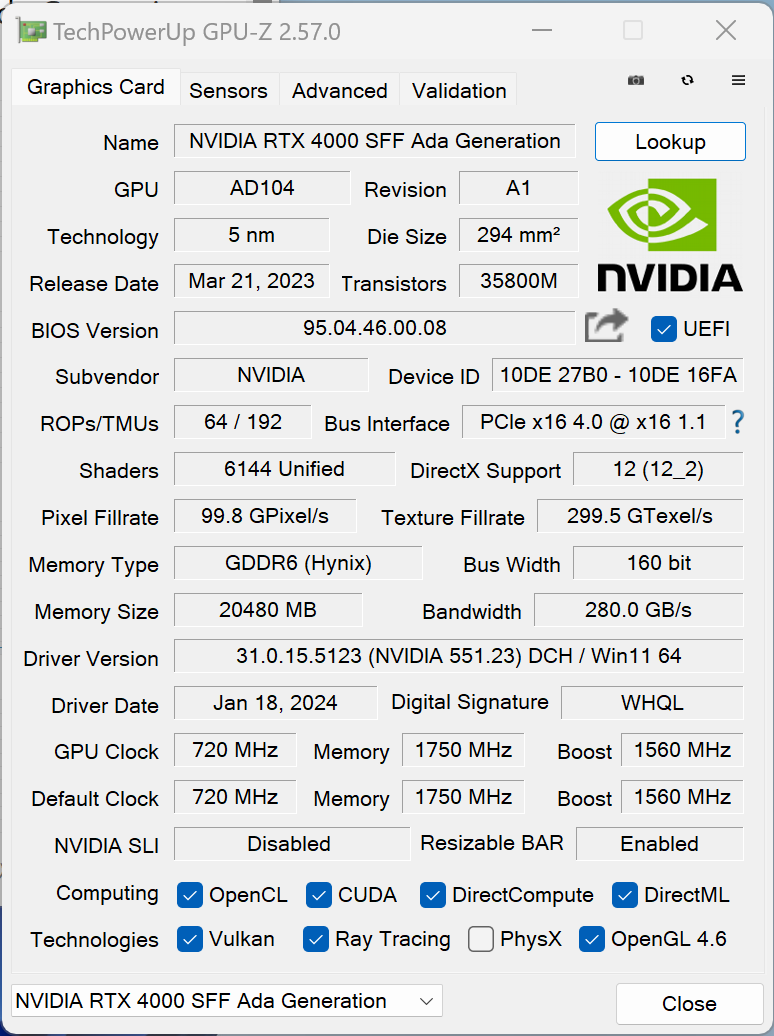 TechPowerUp GPU-Z 2.57.0
Graphics Card Sensors Advanced Validation
Name NVIDIA RTX 4000 SFF Ada Generation Lookup
GPU AD104 Revision A1
Technology 5 nm Die Size 294 mm²
Release Date Mar 21, 2023 Transistors 35800M
NVIDIA
BIOS Version 95.04.46.00.08 UEFI
Subvendor NVIDIA Device ID 10DE 27B0 - 10DE 16FA
ROPs/TMUs 64 / 192 Bus Interface PCIe x16 4.0 @ x16 1.1 ?
Shaders 6144 Unified DirectX Support 12 (12_2)
Pixel Fillrate 99.8 GPixel/s Texture Fillrate 299.5 GTexel/s
Memory Type GDDR6 (Hynix) Bus Width 160 bit
Memory Size 20480 MB Bandwidth 280.0 GB/s
Driver Version 31.0.15.5123 (NVIDIA 551.23) DCH / Win11 64
Driver Date Jan 18, 2024 Digital Signature WHQL
GPU Clock 720 MHz Memory 1750 MHz Boost 1560 MHz
Default Clock 720 MHz Memory 1750 MHz Boost 1560 MHz
NVIDIA SLI Disabled Resizable BAR Enabled
Computing OpenCL CUDA DirectCompute DirectML
Technologies Vulkan Ray Tracing PhysX OpenGL 4.6
NVIDIA RTX 4000 SFF Ada Generation Close